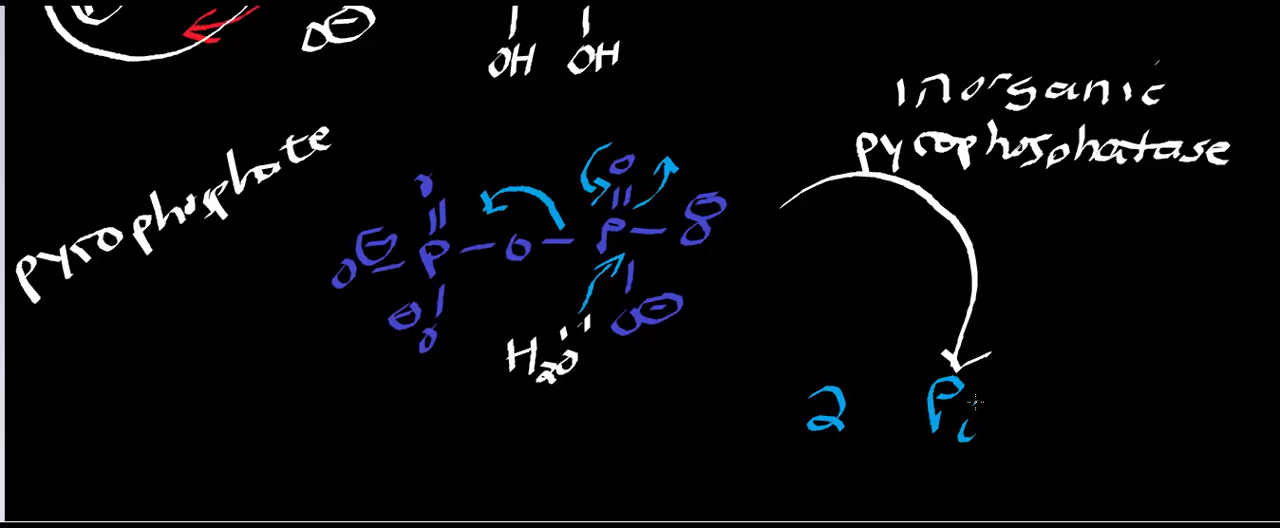 O⊖
OH OH
inorganic
pyrophosphatase
pyrophosphate
O O
⊖O P O P O⊖
⊖O O⊖
H2O
2 Pi